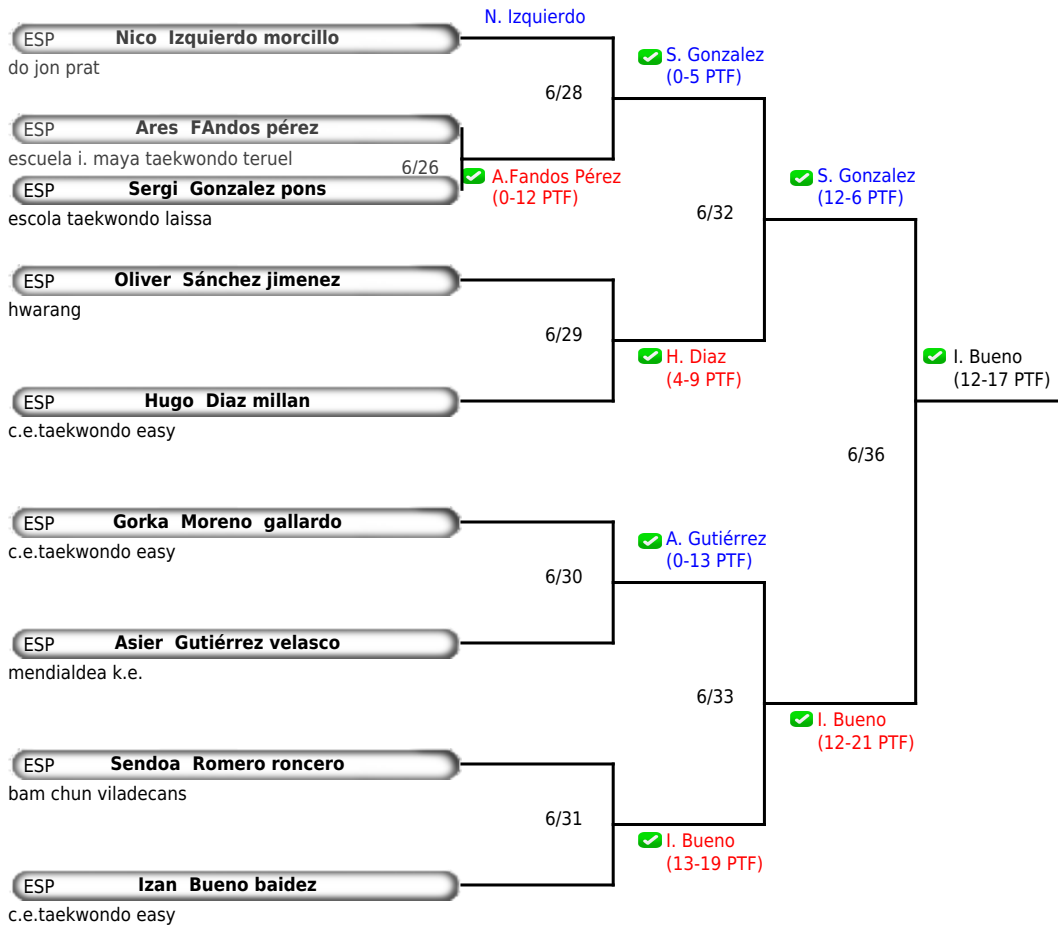 N. Izquierdo
ESP Nico Izquierdo morcillo
do jon prat
S. Gonzalez
(0-5 PTF)
6/28
ESP Ares FAndos pérez
escuela i. maya taekwondo teruel
6/26
A.Fandos Pérez
(0-12 PTF)
ESP Sergi Gonzalez pons
escola taekwondo laissa
S. Gonzalez
(12-6 PTF)
6/32
ESP Oliver Sánchez jimenez
hwarang
6/29
H. Diaz
(4-9 PTF)
I. Bueno
(12-17 PTF)
ESP Hugo Diaz millan
c.e.taekwondo easy
6/36
ESP Gorka Moreno gallardo
c.e.taekwondo easy
A. Gutiérrez
(0-13 PTF)
6/30
ESP Asier Gutiérrez velasco
mendialdea k.e.
6/33
I. Bueno
(12-21 PTF)
ESP Sendoa Romero roncero
bam chun viladecans
6/31
I. Bueno
(13-19 PTF)
ESP Izan Bueno baidez
c.e.taekwondo easy